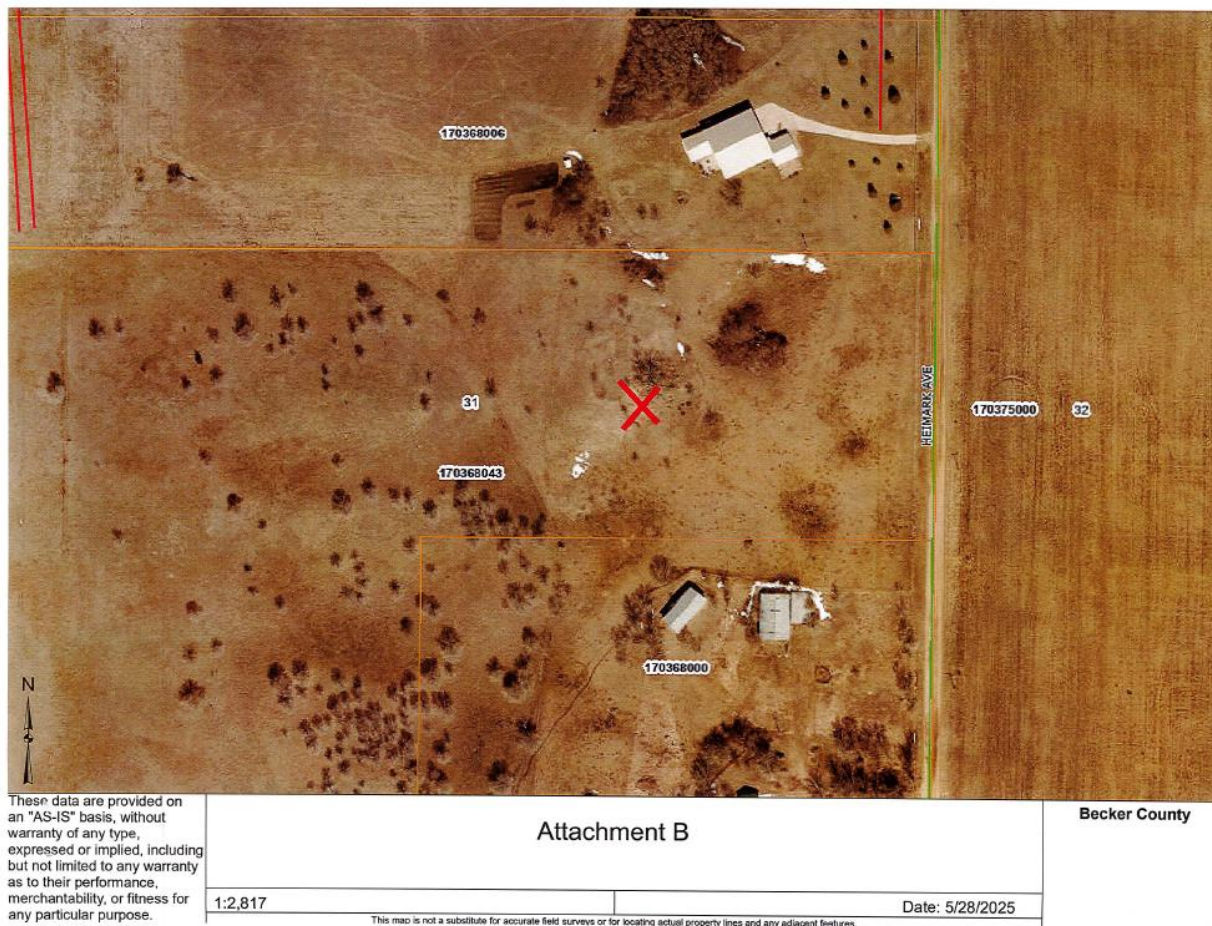 170368006
HEIMARK AVE
31
170375000
32
170368043
170368000
N
These data are provided on
an "AS-IS" basis, without
warranty of any type,
expressed or implied, including
but not limited to any warranty
as to their performance,
merchantability, or fitness for
any particular purpose.
Attachment B
Becker County
1:2,817
Date: 5/28/2025
This map is not a substitute for accurate field surveys or for locating actual property lines and any adjacent features.